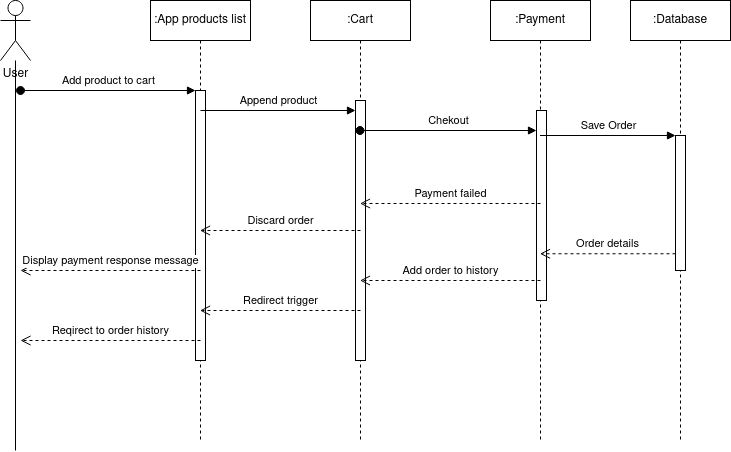 :App products list
:Cart
:Payment
:Database
User
Add product to cart
Append product
Chekout
Save Order
Payment failed
Discard order
Order details
Display payment response message
Add order to history
Redirect trigger
Reqirect to order history